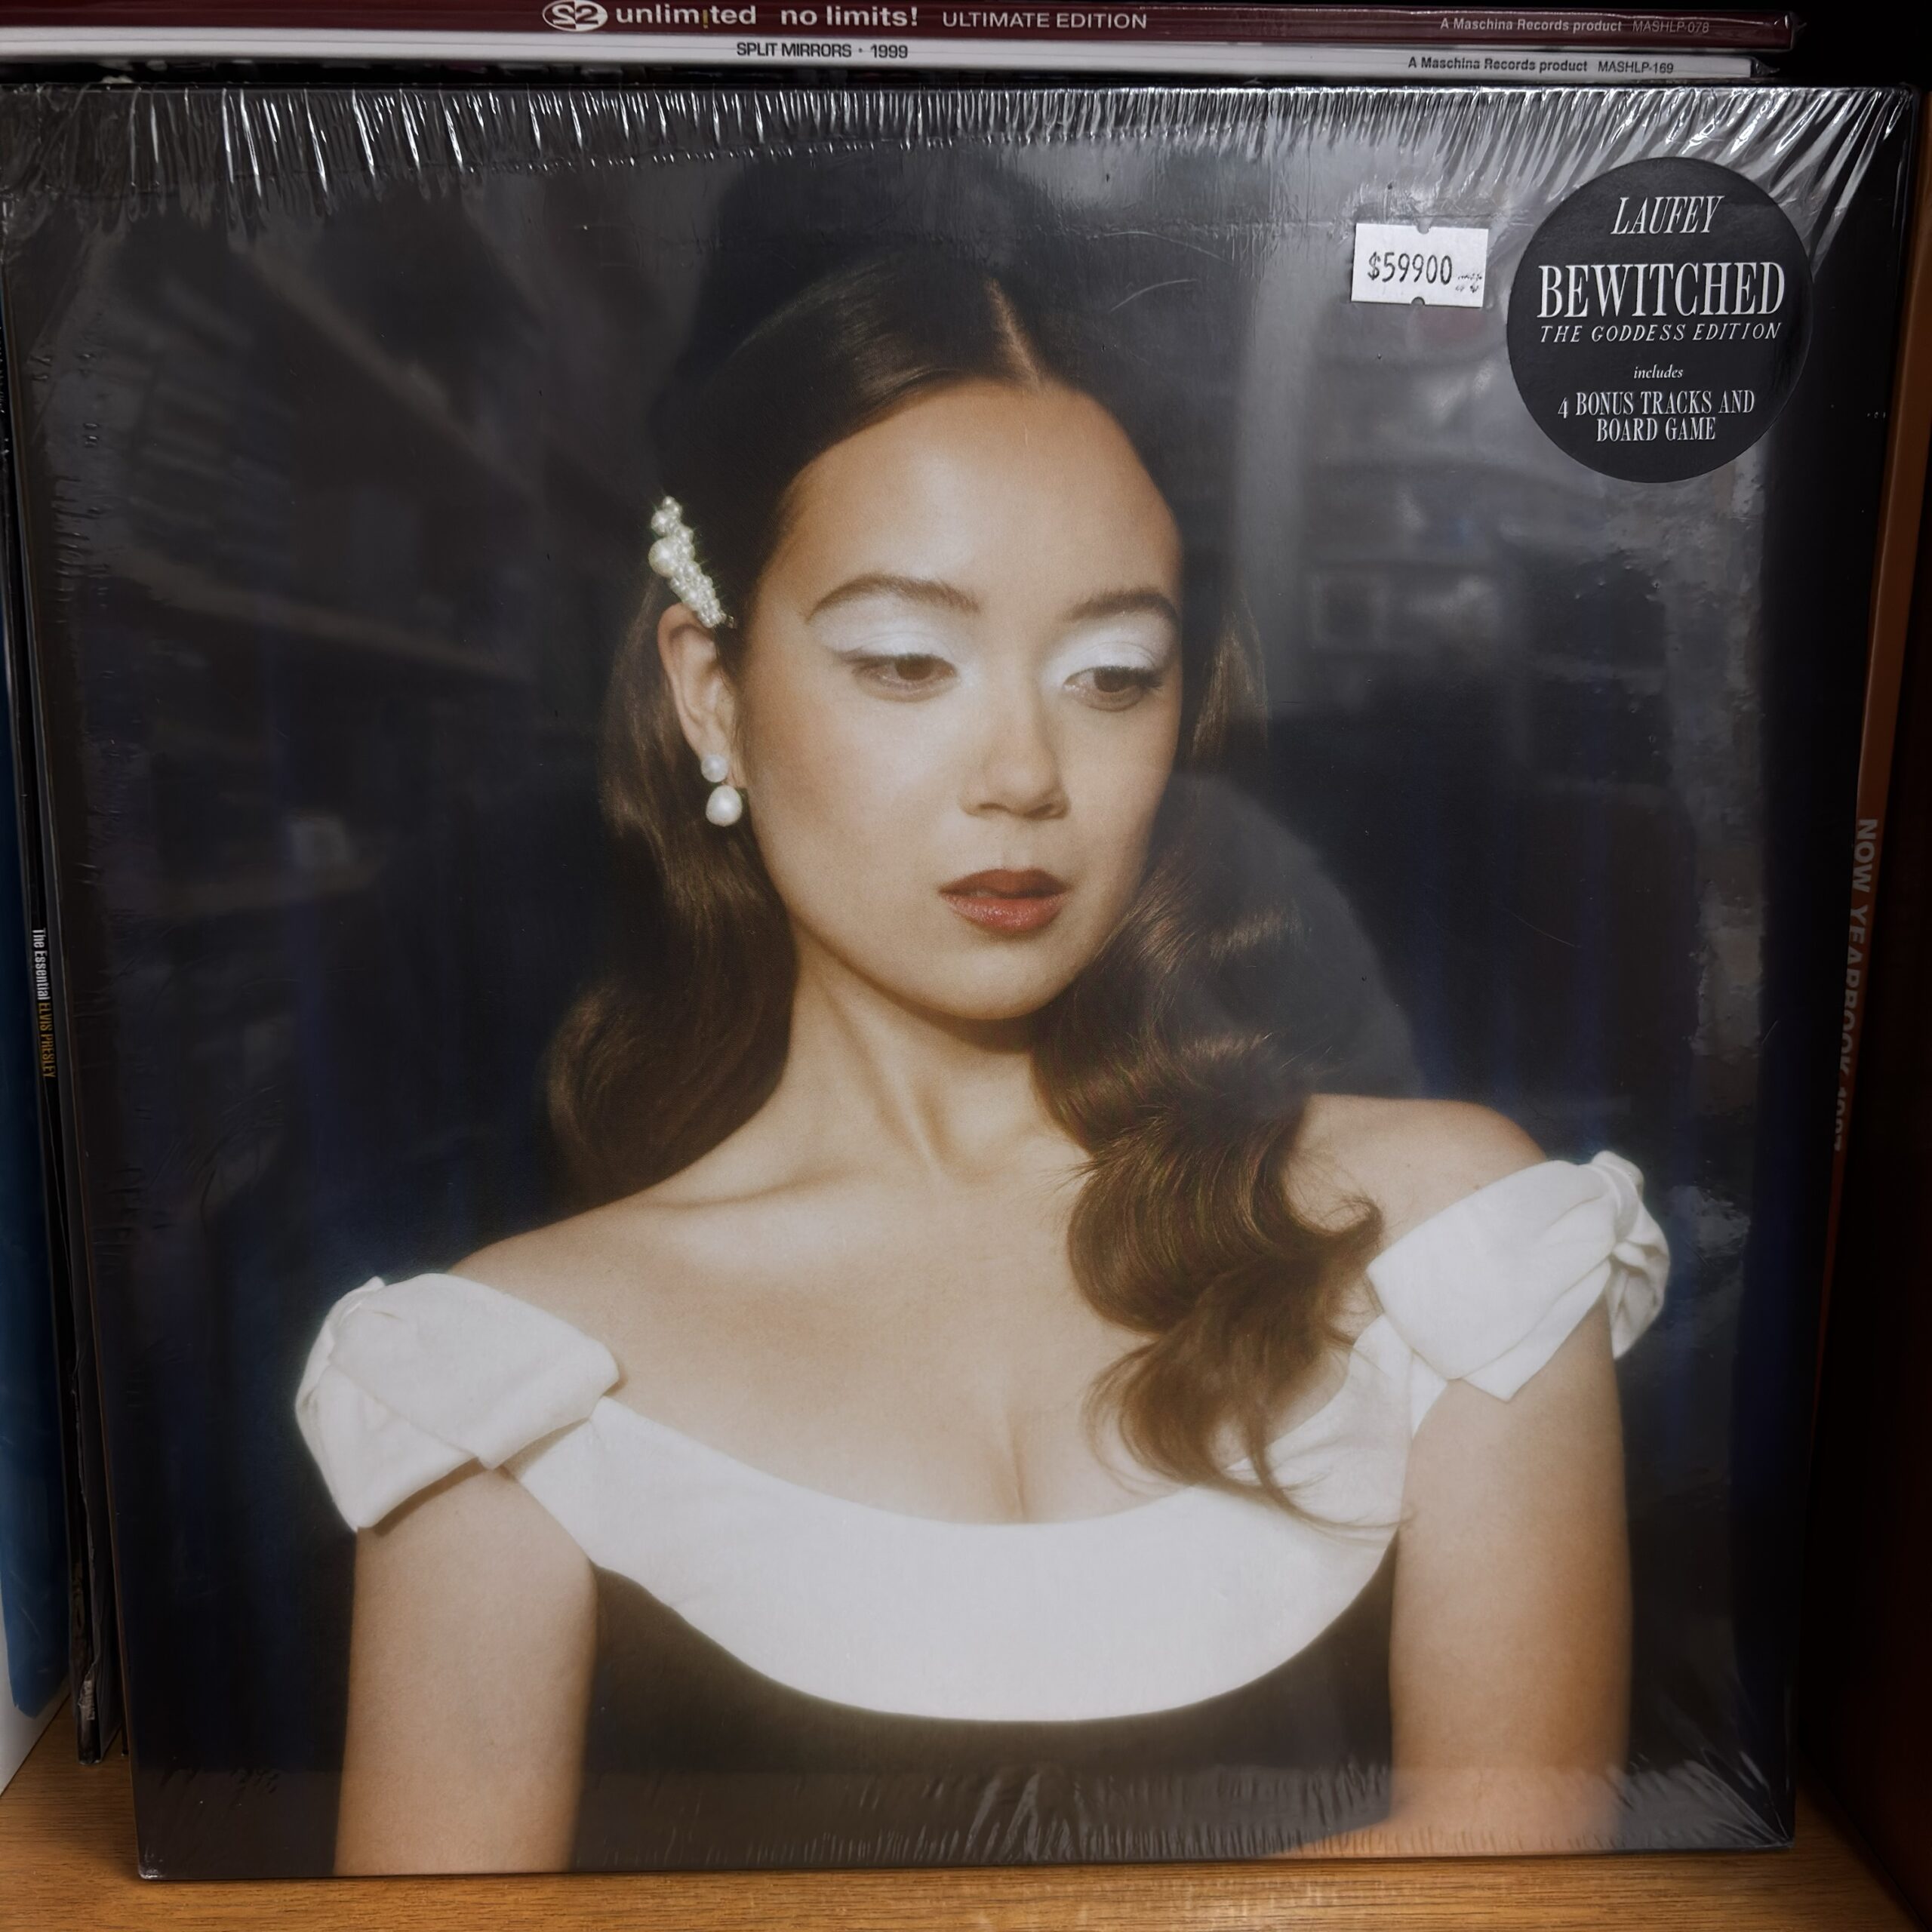 S2 unlimited no limits! ULTIMATE EDITION A Maschina Records product MASHLP-078
SPLIT MIRRORS · 1999 A Maschina Records product MASHLP-169
LAUFEY
BEWITCHED
THE GODDESS EDITION
includes
4 BONUS TRACKS AND
BOARD GAME
$59900
The Essential ELVIS PRESLEY
NOW YEARBOOK